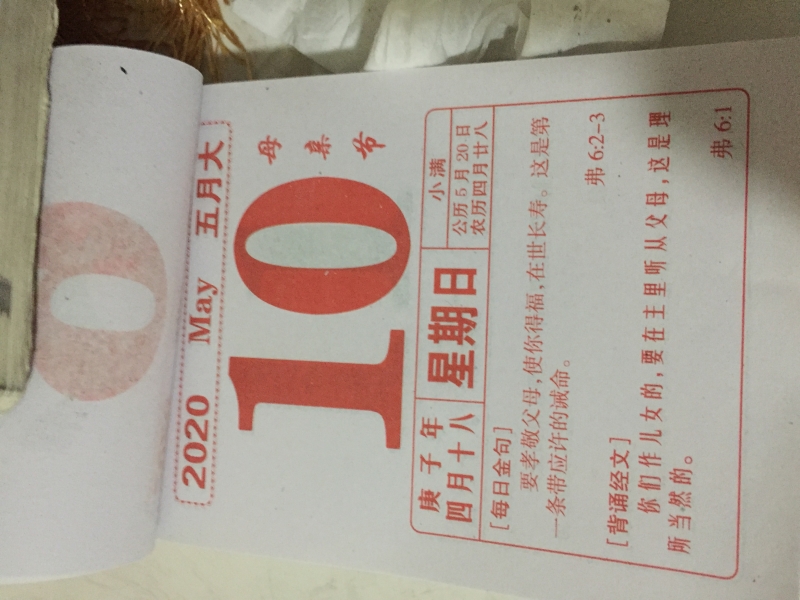 2020 May 五月大
10
母亲节
庚子年
四月十八
星期日
小满
公历5月20日
农历四月廿八
[每日金句]
要孝敬父母,使你得福,在世长寿。这是第
一条带应许的诫命。
弗 6:2-3
[背诵经文]
你们作儿女的,要在主里听从父母,这是理
所当然的。
弗 6:1